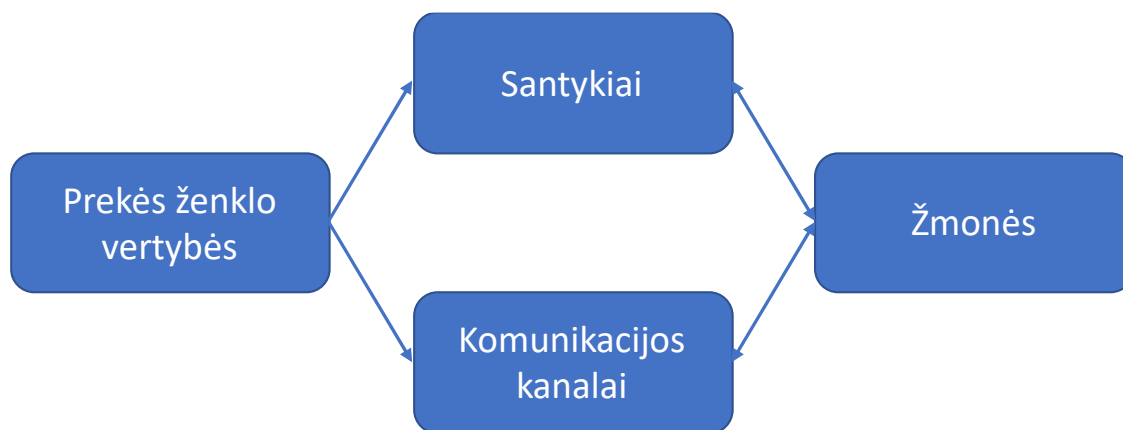 Santykiai
Prekės ženklo
vertybės
Žmonės
Komunikacijos
kanalai